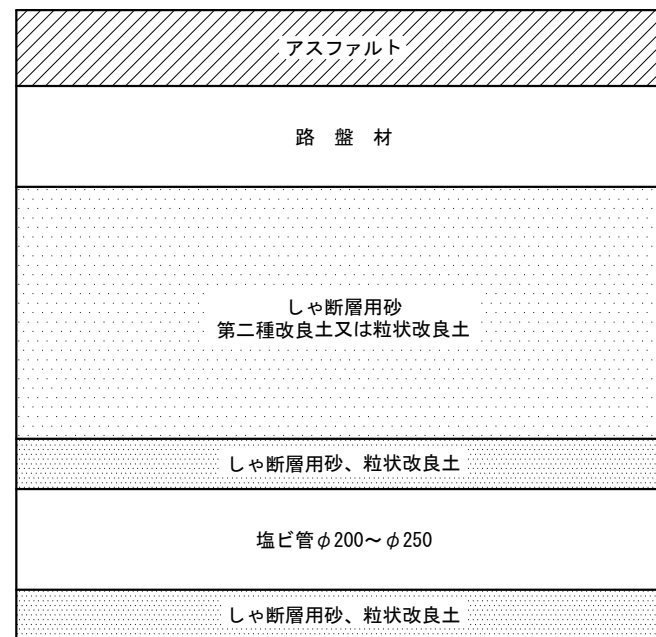 アスファルト
路　盤　材
しゃ断層用砂
第二種改良土又は粒状改良土
しゃ断層用砂、粒状改良土
塩ビ管φ200～φ250
しゃ断層用砂、粒状改良土